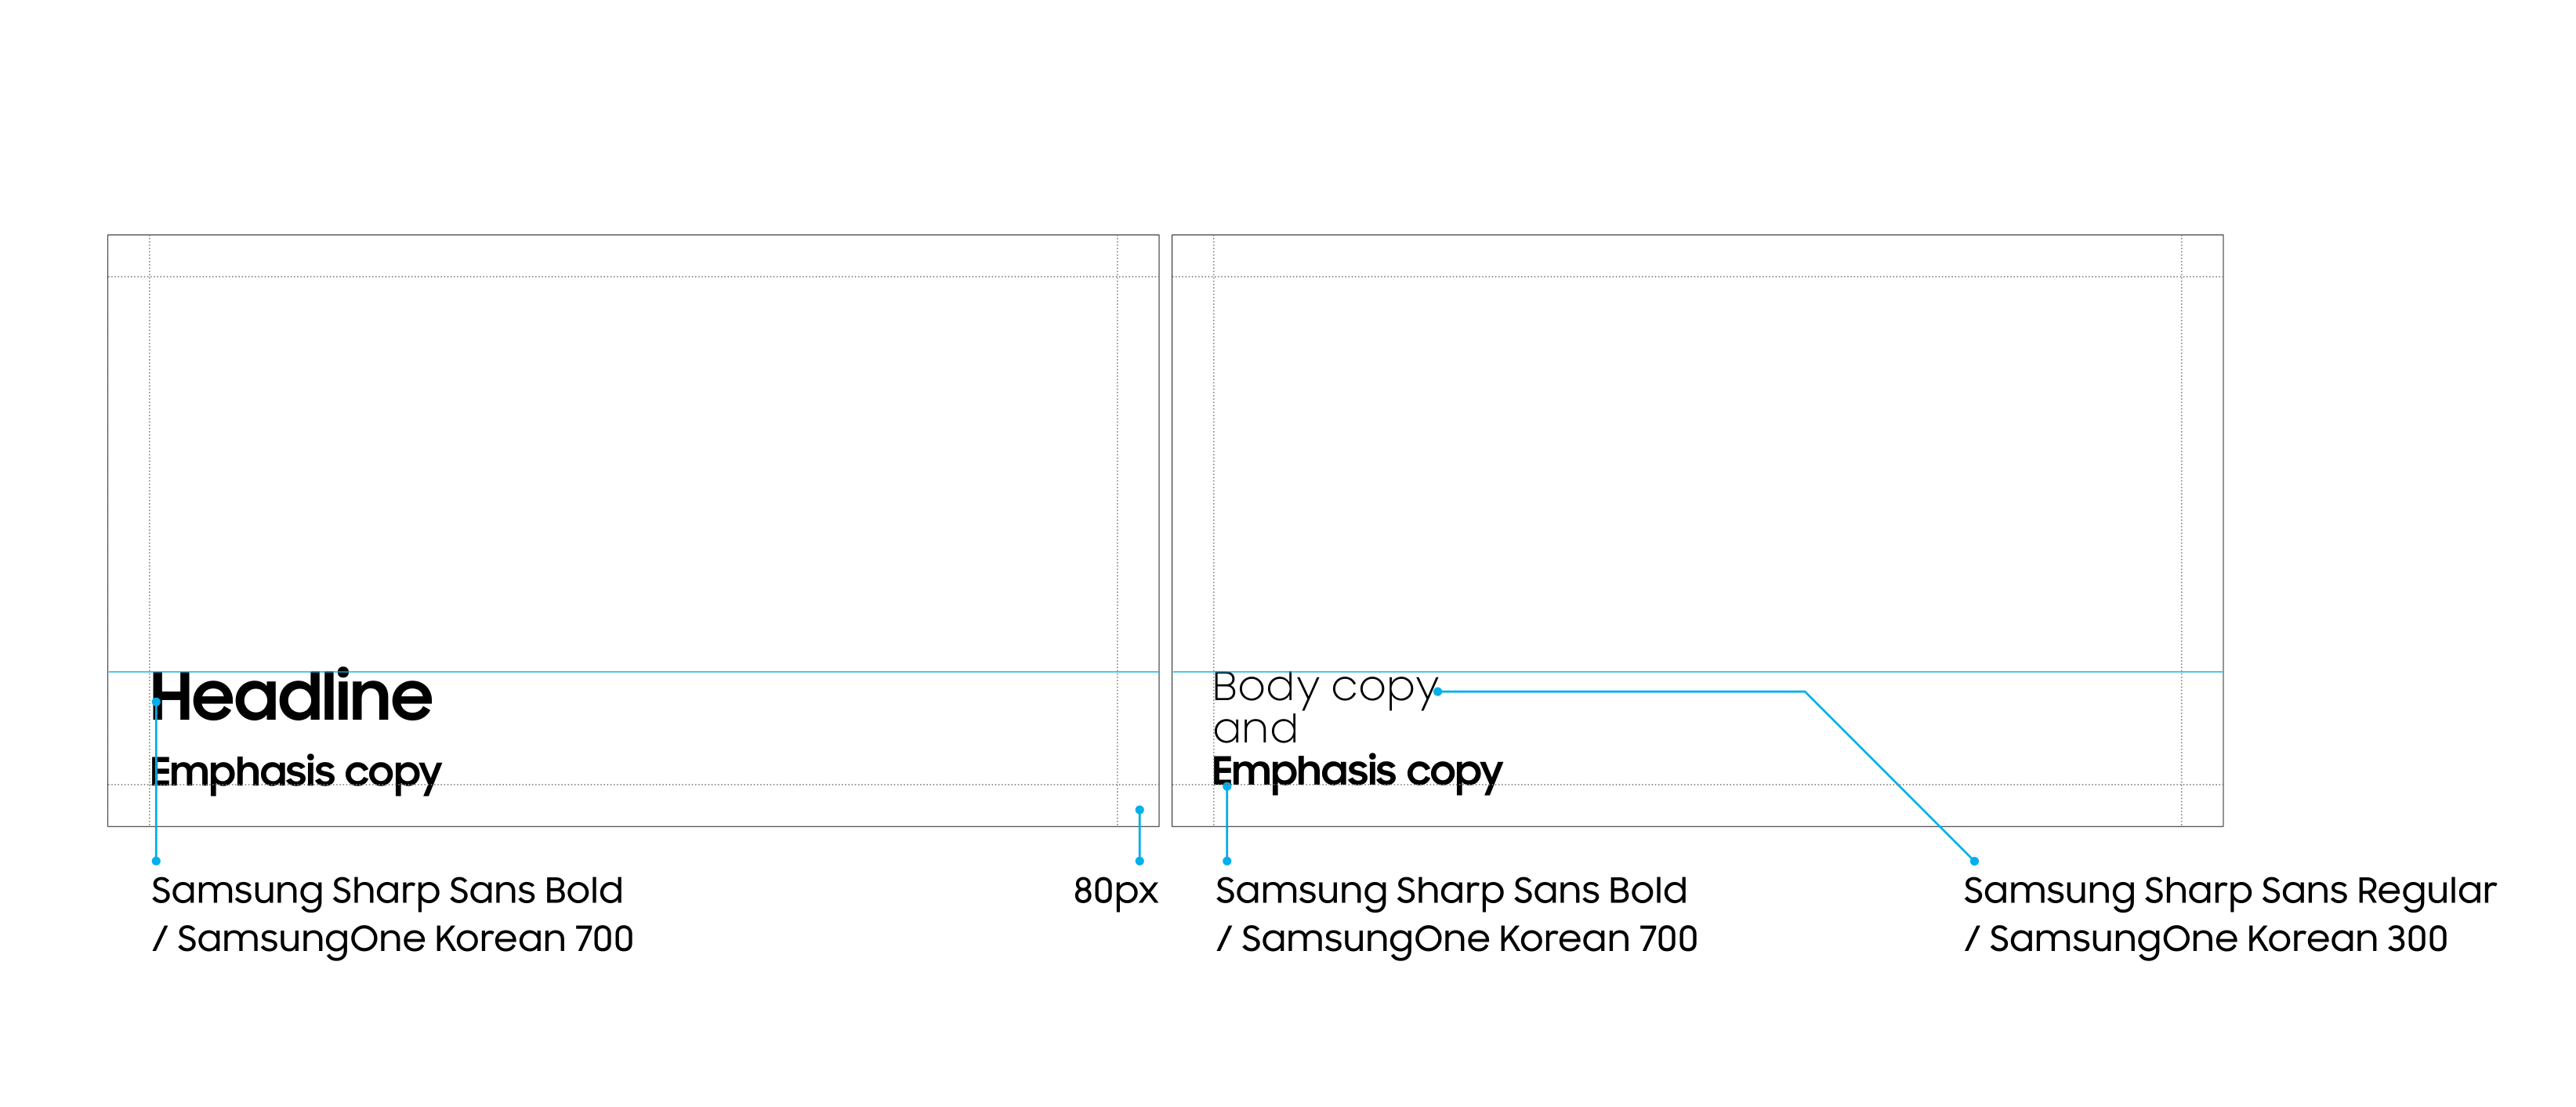 Headline
Emphasis copy
Body copy
and
Emphasis copy
Samsung Sharp Sans Bold
/ SamsungOne Korean 700
80px
Samsung Sharp Sans Bold
/ SamsungOne Korean 700
Samsung Sharp Sans Regular
/ SamsungOne Korean 300